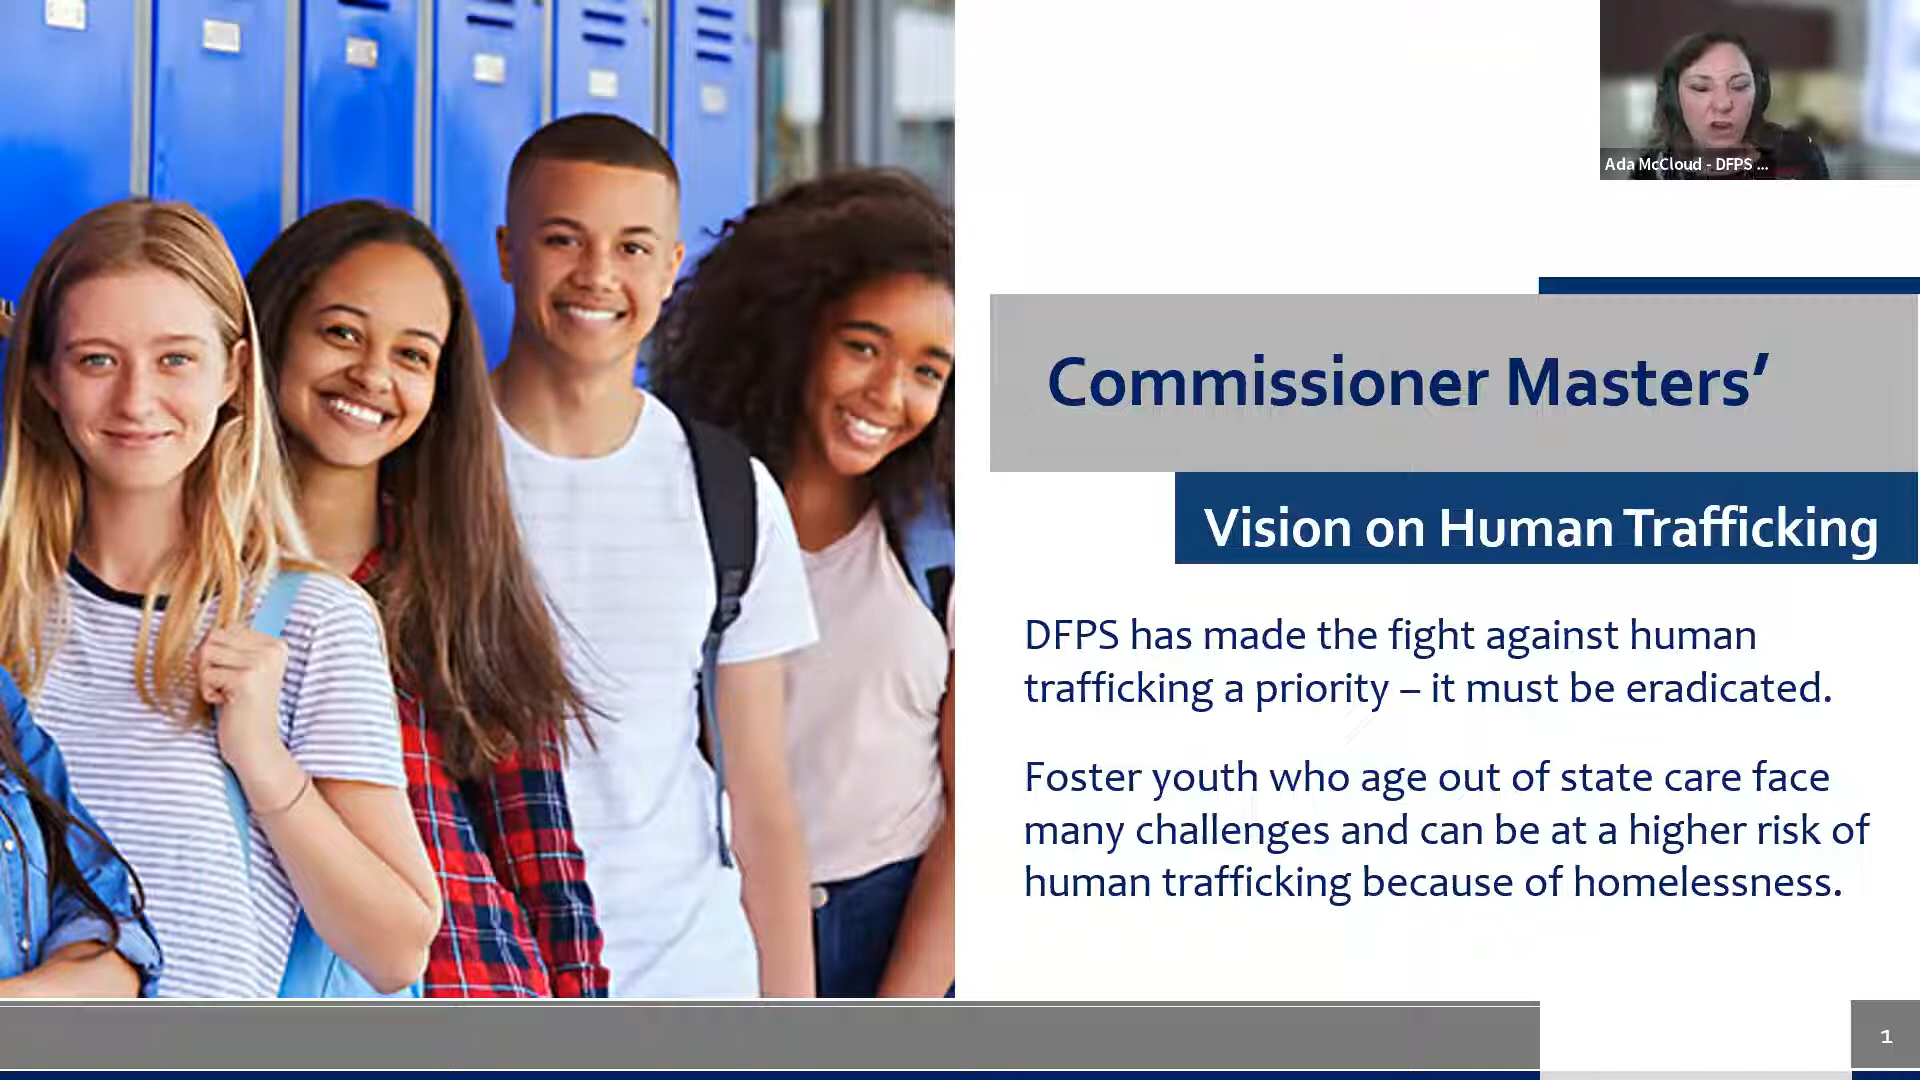 Ada McCloud - DFPS ...
Commissioner Masters’
Vision on Human Trafficking
DFPS has made the fight against human
trafficking a priority – it must be eradicated.
Foster youth who age out of state care face
many challenges and can be at a higher risk of
human trafficking because of homelessness.
1